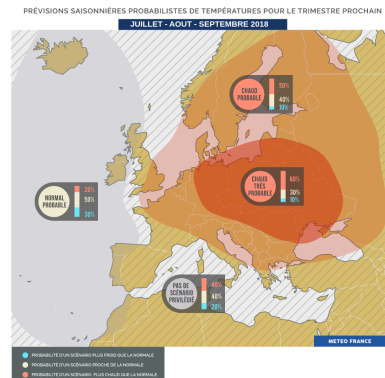 PRÉVISIONS SAISONNIÈRES PROBABILISTES DE TEMPÉRATURES POUR LE TRIMESTRE PROCHAIN
JUILLET - AOUT - SEPTEMBRE 2018
CHAUD
PROBABLE
50%
40%
10%
NORMAL
PROBABLE
20%
50%
30%
CHAUD
TRÈS
PROBABLE
60%
30%
10%
PAS DE
SCÉNARIO
PRIVILÉGIÉ
40%
40%
20%
METEO FRANCE
PROBABILITÉ D'UN SCÉNARIO PLUS FROID QUE LA NORMALE
PROBABILITÉ D'UN SCÉNARIO PROCHE DE LA NORMALE
PROBABILITÉ D'UN SCÉNARIO PLUS CHAUD QUE LA NORMALE